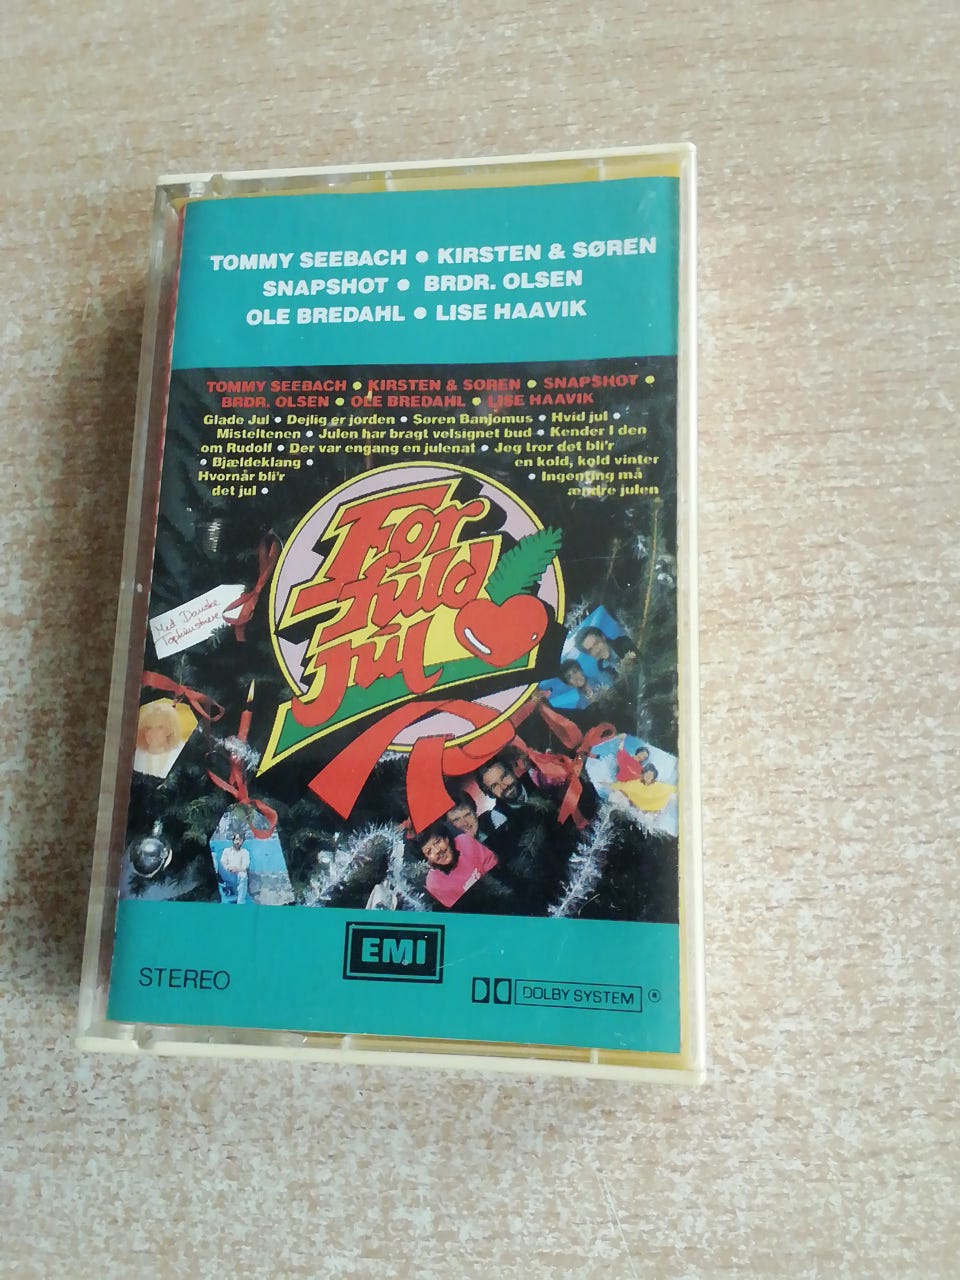 TOMMY SEEBACH ● KIRSTEN & SØREN
SNAPSHOT ● BRDR. OLSEN
OLE BREDAHL ● LISE HAAVIK
TOMMY SEEBACH ● KIRSTEN & SØREN ● SNAPSHOT ●
BRDR. OLSEN ● OLE BREDAHL ● LISE HAAVIK
Glade Jul ● Dejlig er jorden ● Søren Banjomus ● Hvid jul ●
Misteltenen ● Julen har bragt velsignet bud ● Kender I den
om Rudolf ● Der var engang en julenat ● Jeg tror det bli'r
● Bjældeklang ● en kold, kold vinter
Hvornår bli'r ● Ingenting må
det jul ● ændre julen
For
fuld
Jul
Med Danske
Topkunstnere
EMI
STEREO
DOLBY SYSTEM ®